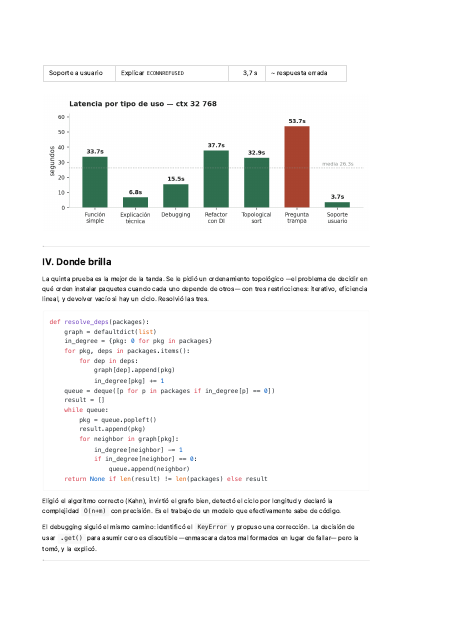 Soporte a usuario Explicar ECONNREFUSED 3,7 s ~ respuesta errada
Latencia por tipo de uso — ctx 32 768
segundos
60
50
40
30
20
10
0
33.7s
6.8s
15.5s
37.7s
32.9s
53.7s
3.7s
media 26.3s
Función
simple
Explicación
técnica
Debugging
Refactor
con DI
Topological
sort
Pregunta
trampa
Soporte
usuario
IV. Donde brilla
La quinta prueba es la mejor de la tanda. Se le pidió un ordenamiento topológico —el problema de decidir en
qué orden instalar paquetes cuando cada uno depende de otros— con tres restricciones: iterativo, eficiencia
lineal, y devolver vacío si hay un ciclo. Resolvió las tres.
def resolve_deps(packages):
    graph = defaultdict(list)
    in_degree = {pkg: 0 for pkg in packages}
    for pkg, deps in packages.items():
        for dep in deps:
            graph[dep].append(pkg)
            in_degree[pkg] += 1
    queue = deque([p for p in packages if in_degree[p] == 0])
    result = []
    while queue:
        pkg = queue.popleft()
        result.append(pkg)
        for neighbor in graph[pkg]:
            in_degree[neighbor] -= 1
            if in_degree[neighbor] == 0:
                queue.append(neighbor)
    return None if len(result) != len(packages) else result
Eligió el algoritmo correcto (Kahn), invirtió el grafo bien, detectó el ciclo por longitud y declaró la
complejidad O(n+m) con precisión. Es el trabajo de un modelo que efectivamente sabe de código.
El debugging siguió el mismo camino: identificó el KeyError y propuso una corrección. La decisión de
usar .get() para asumir cero es discutible —enmascara datos mal formados en lugar de fallar— pero la
tomó, y la explicó.